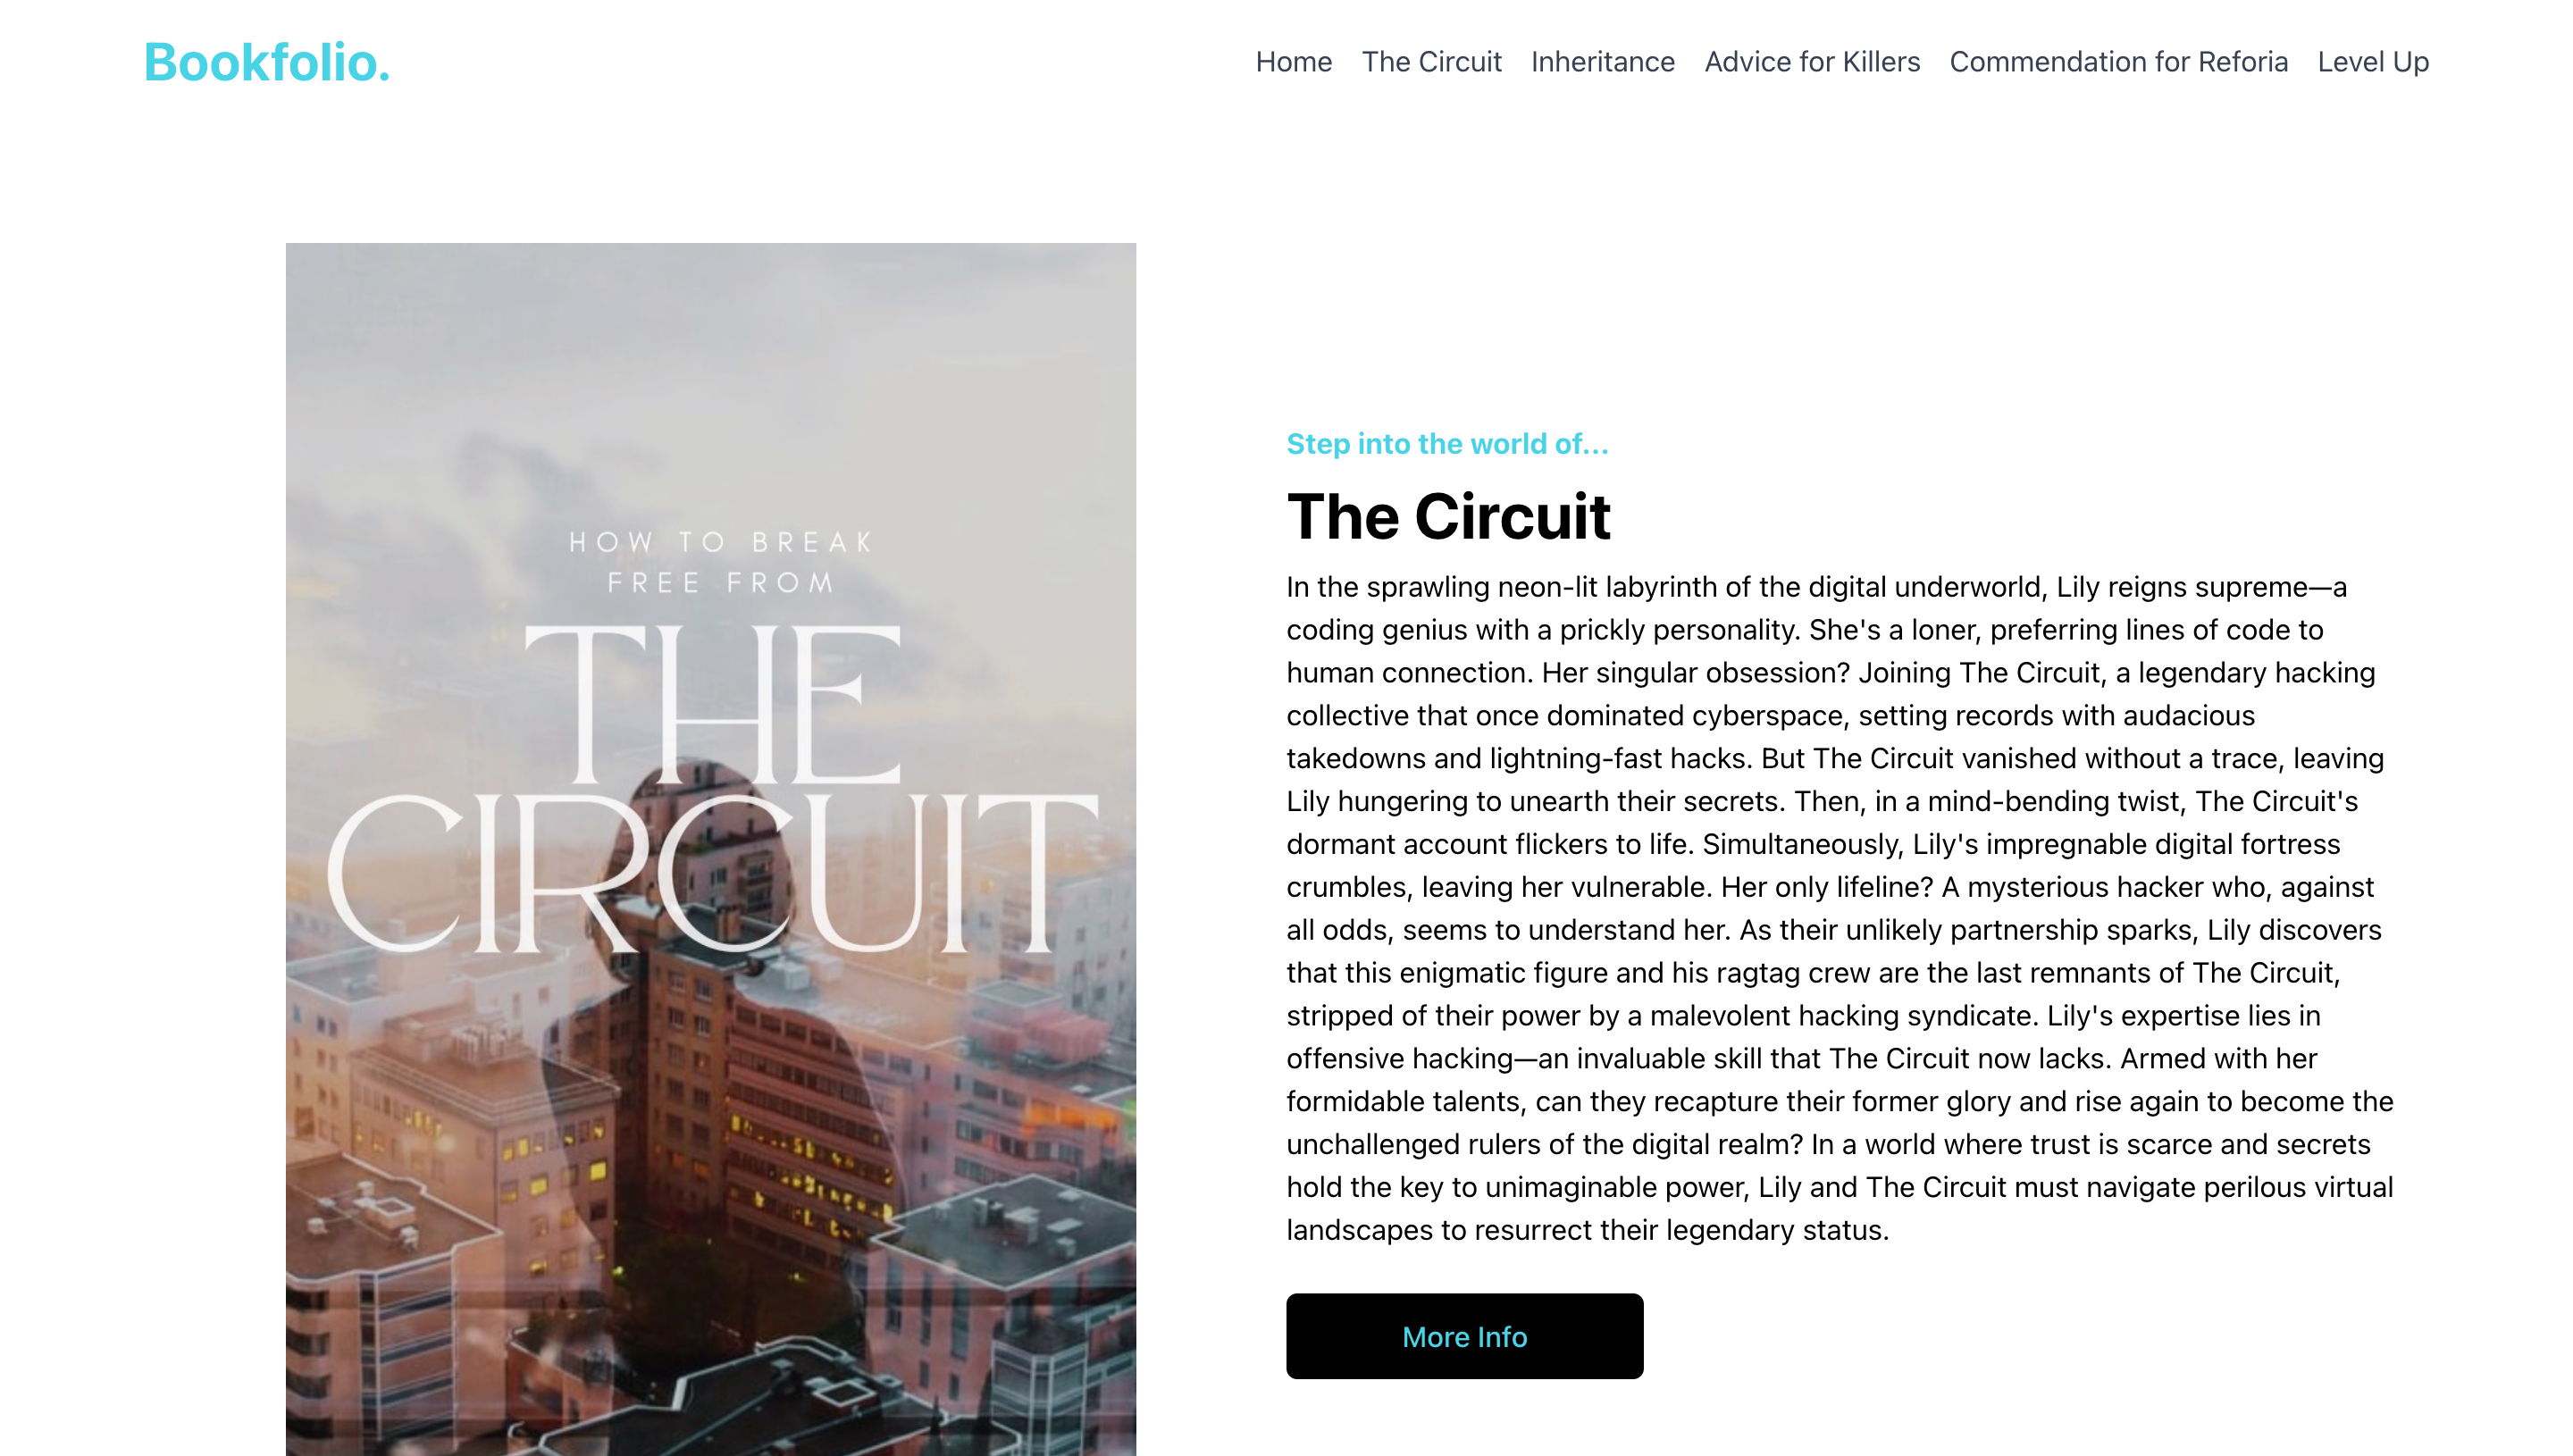 Bookfolio.
Home The Circuit Inheritance Advice for Killers Commendation for Reforia Level Up
HOW TO BREAK
FREE FROM
THE
CIRCUIT
Step into the world of...
The Circuit
In the sprawling neon-lit labyrinth of the digital underworld, Lily reigns supreme—a
coding genius with a prickly personality. She's a loner, preferring lines of code to
human connection. Her singular obsession? Joining The Circuit, a legendary hacking
collective that once dominated cyberspace, setting records with audacious
takedowns and lightning-fast hacks. But The Circuit vanished without a trace, leaving
Lily hungering to unearth their secrets. Then, in a mind-bending twist, The Circuit's
dormant account flickers to life. Simultaneously, Lily's impregnable digital fortress
crumbles, leaving her vulnerable. Her only lifeline? A mysterious hacker who, against
all odds, seems to understand her. As their unlikely partnership sparks, Lily discovers
that this enigmatic figure and his ragtag crew are the last remnants of The Circuit,
stripped of their power by a malevolent hacking syndicate. Lily's expertise lies in
offensive hacking—an invaluable skill that The Circuit now lacks. Armed with her
formidable talents, can they recapture their former glory and rise again to become the
unchallenged rulers of the digital realm? In a world where trust is scarce and secrets
hold the key to unimaginable power, Lily and The Circuit must navigate perilous virtual
landscapes to resurrect their legendary status.
More Info